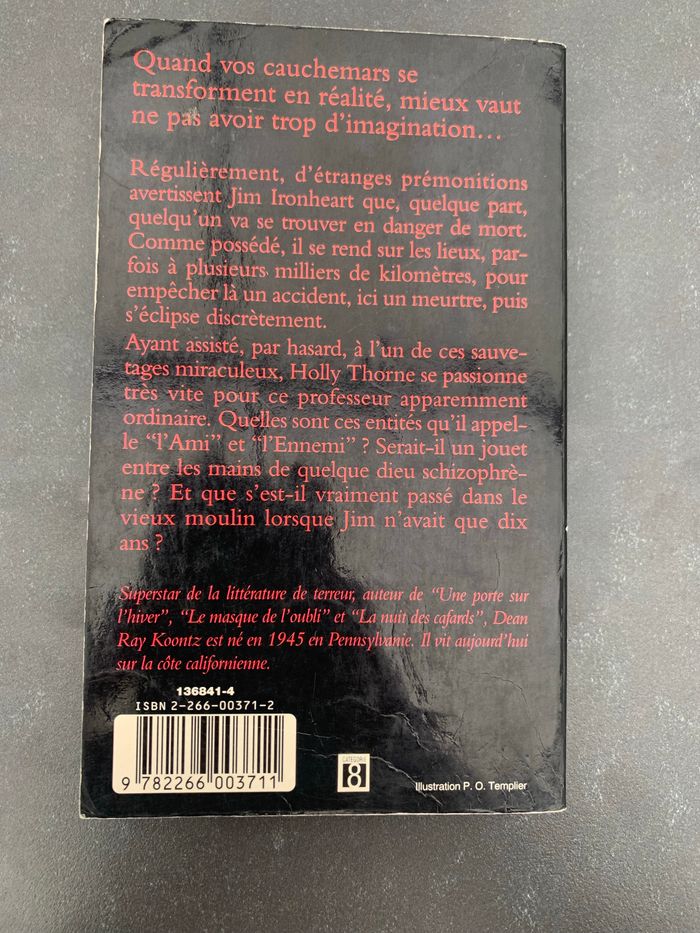 Quand vos cauchemars se
transforment en réalité, mieux vaut
ne pas avoir trop d'imagination...
Régulièrement, d'étranges prémonitions
avertissent Jim Ironheart que, quelque part,
quelqu'un va se trouver en danger de mort.
Comme possédé, il se rend sur les lieux, par-
fois à plusieurs milliers de kilomètres, pour
empêcher là un accident, ici un meurtre, puis
s'éclipse discrètement.
Ayant assisté, par hasard, à l'un de ces sauve-
tages miraculeux, Holly Thorne se passionne
très vite pour ce professeur apparemment
ordinaire. Quelles sont ces entités qu'il appel-
le "l'Ami" et "l'Ennemi" ? Serait-il un jouet
entre les mains de quelque dieu schizophrè-
ne ? Et que s'est-il vraiment passé dans le
vieux moulin lorsque Jim n'avait que dix
ans ?
Superstar de la littérature de terreur, auteur de "Une porte sur
l'hiver", "Le masque de l'oubli" et "La nuit des cafards", Dean
Ray Koontz est né en 1945 en Pennsylvanie. Il vit aujourd'hui
sur la côte californienne.
136841-4
ISBN 2-266-00371-2
9 782266 003711
CATÉGORIE
8
Illustration P. O. Templier